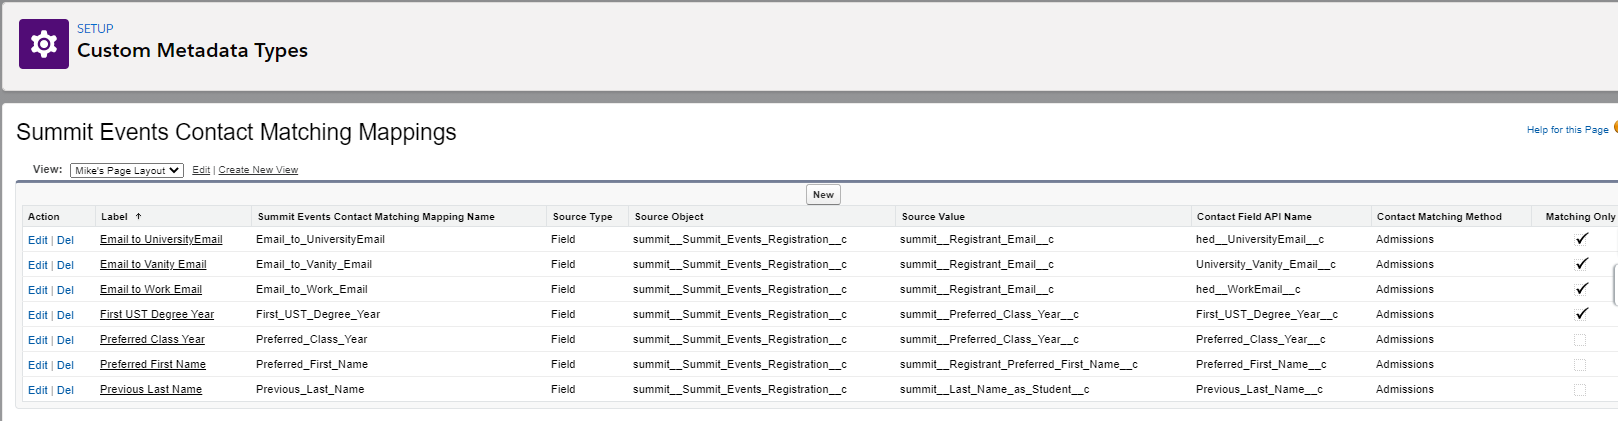 SETUP
Custom Metadata Types
Summit Events Contact Matching Mappings
Help for this Page
View: Mike's Page Layout Edit | Create New View
New
Action Label ↑ Summit Events Contact Matching Mapping Name Source Type Source Object Source Value Contact Field API Name Contact Matching Method Matching Only
Edit | Del Email to UniversityEmail Email_to_UniversityEmail Field summit__Summit_Events_Registration__c summit__Registrant_Email__c hed__UniversityEmail__c Admissions ✓
Edit | Del Email to Vanity Email Email_to_Vanity_Email Field summit__Summit_Events_Registration__c summit__Registrant_Email__c University_Vanity_Email__c Admissions ✓
Edit | Del Email to Work Email Email_to_Work_Email Field summit__Summit_Events_Registration__c summit__Registrant_Email__c hed__WorkEmail__c Admissions ✓
Edit | Del First UST Degree Year First_UST_Degree_Year Field summit__Summit_Events_Registration__c summit__Preferred_Class_Year__c First_UST_Degree_Year__c Admissions ✓
Edit | Del Preferred Class Year Preferred_Class_Year Field summit__Summit_Events_Registration__c summit__Preferred_Class_Year__c Preferred_Class_Year__c Admissions
Edit | Del Preferred First Name Preferred_First_Name Field summit__Summit_Events_Registration__c summit__Registrant_Preferred_First_Name__c Preferred_First_Name__c Admissions
Edit | Del Previous Last Name Previous_Last_Name Field summit__Summit_Events_Registration__c summit__Last_Name_as_Student__c Previous_Last_Name__c Admissions